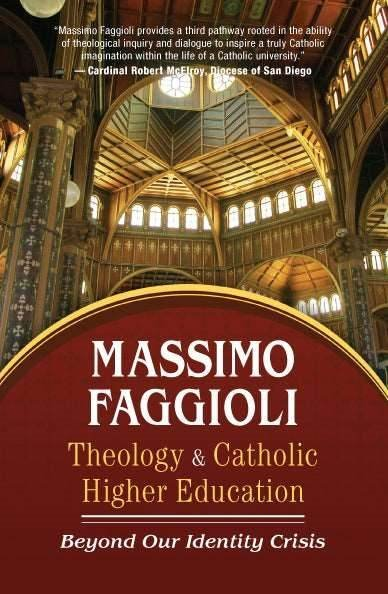 “Massimo Faggioli provides a third pathway rooted in the ability
of theological inquiry and dialogue to inspire a truly Catholic
imagination within the life of a Catholic university.”
— Cardinal Robert McElroy, Diocese of San Diego
MASSIMO
FAGGIOLI
Theology & Catholic
Higher Education
Beyond Our Identity Crisis